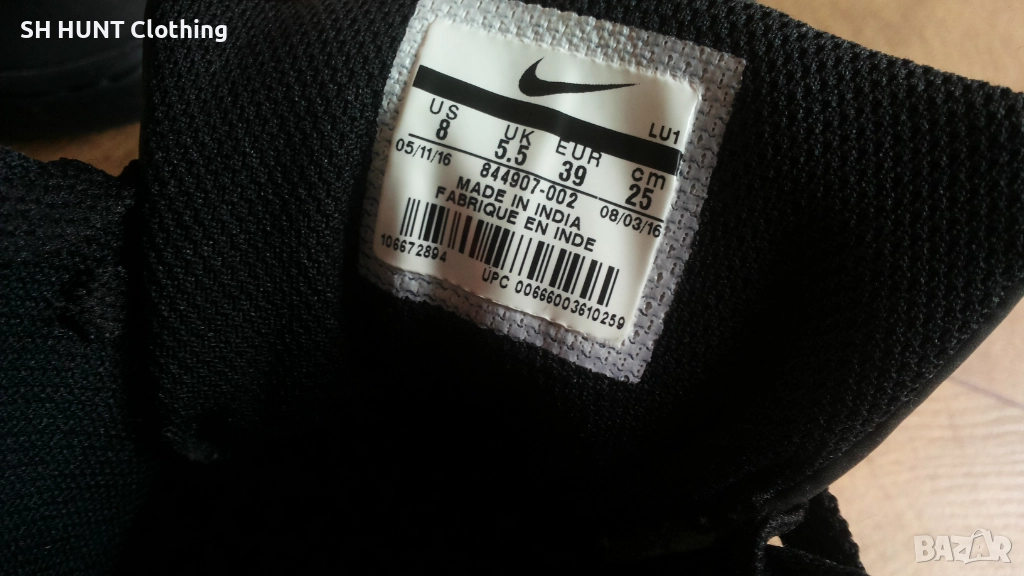 SH HUNT Clothing
LU1
US UK EUR cm
8 5.5 39 25
05/11/16 844907-002 08/03/16
MADE IN INDIA
FABRIQUE EN INDE
106672894 UPC 00666003610259
BAZAR